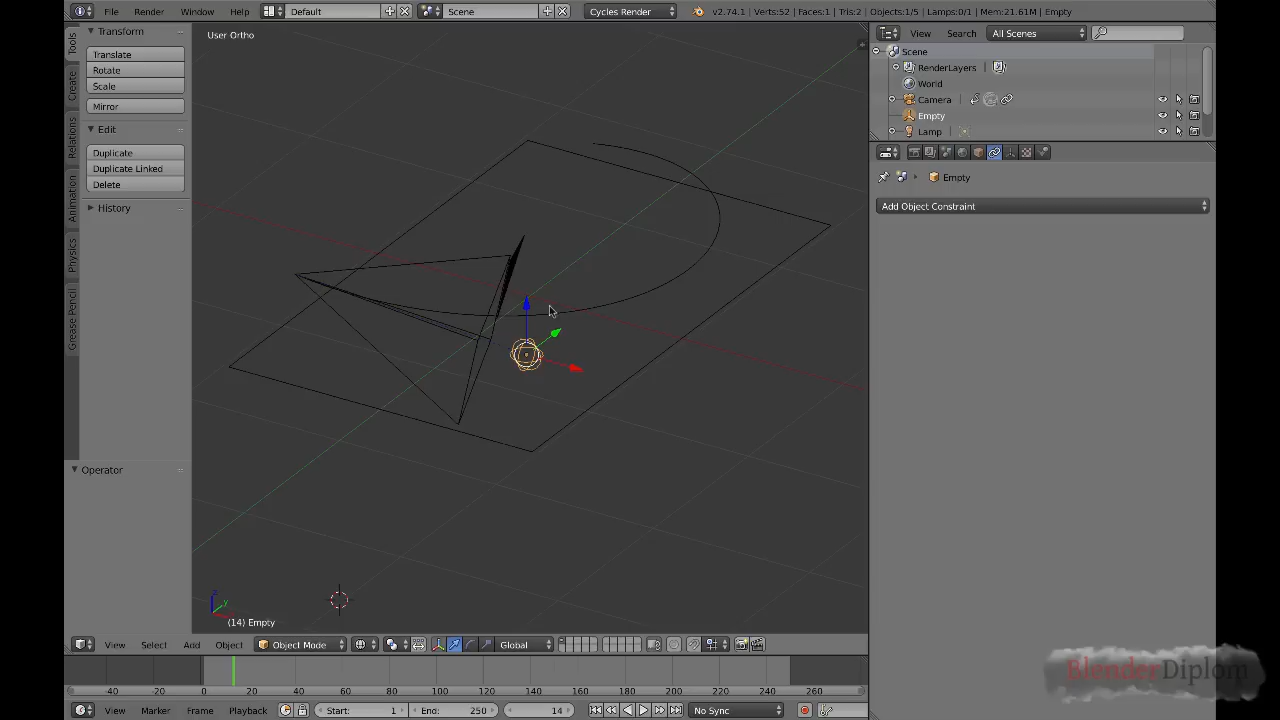 File Render Window Help Default Scene Cycles Render v2.74.1 | Verts:52 | Faces:1 | Tris:2 | Objects:1/5 | Lamps:0/1 | Mem:21.61M | Empty
Tools
Create
Relations
Animation
Physics
Grease Pencil
Transform
Translate
Rotate
Scale
Mirror
Edit
Duplicate
Duplicate Linked
Delete
History
Operator
User Ortho
(14) Empty
View Select Add Object Object Mode Global
-40 -20 0 20 40 60 80 100 120 140 160 180 200 220 240 260
View Marker Frame Playback Start: 1 End: 250 14 No Sync
View Search All Scenes
Scene
RenderLayers
World
Camera
Empty
Lamp
Empty
Add Object Constraint
BlenderDiplom